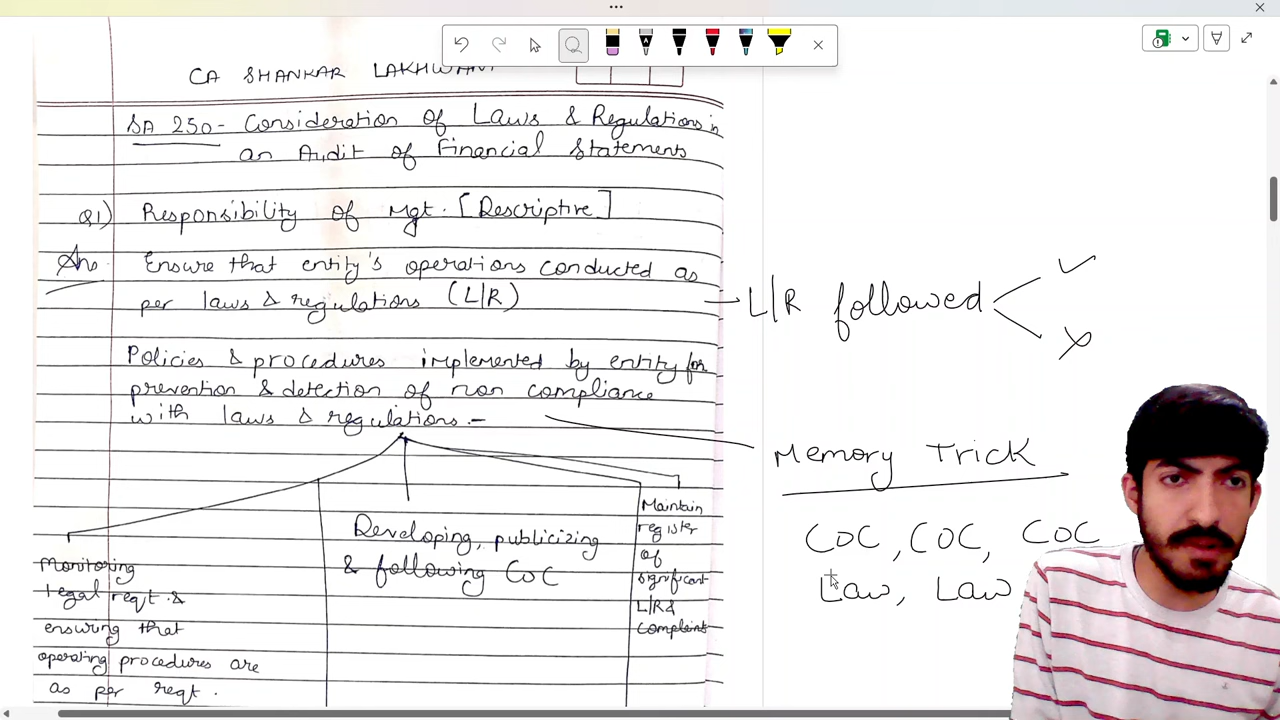 CA SHANKAR LAKHWANI
SA 250- Consideration of Laws & Regulations in
an Audit of Financial Statements
Q1) Responsibility of Mgt. [Descriptive]
Ans. Ensure that entity's operations conducted as
per laws & regulations (L/R)
→ L/R followed
Policies & procedures implemented by entity for
prevention & detection of non compliance
with laws & regulations.-
Memory Trick
COC, COC, COC
Law, Law
Monitoring
legal reqt. &
ensuring that
operating procedures are
as per reqt.
Developing, publicizing
& following CoC
Maintain
register
of
significant
L/R &
complaints